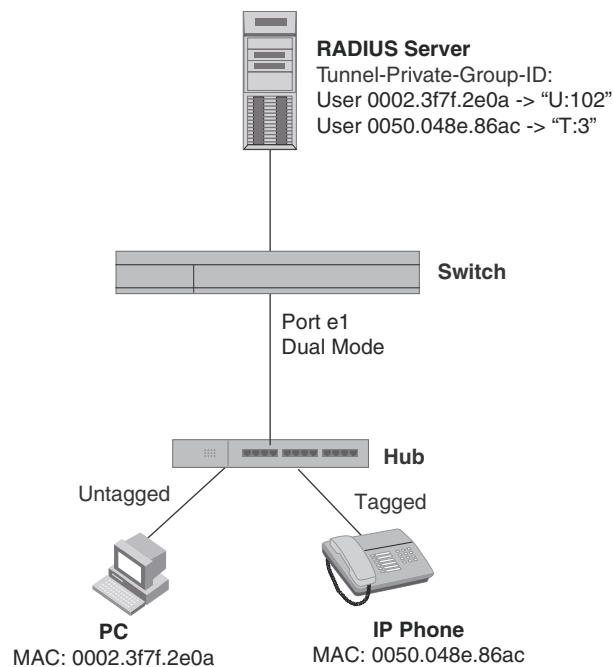 RADIUS Server
Tunnel-Private-Group-ID:
User 0002.3f7f.2e0a -> “U:102”
User 0050.048e.86ac -> “T:3”
Switch
Port e1
Dual Mode
Hub
Untagged
Tagged
PC
MAC: 0002.3f7f.2e0a
IP Phone
MAC: 0050.048e.86ac